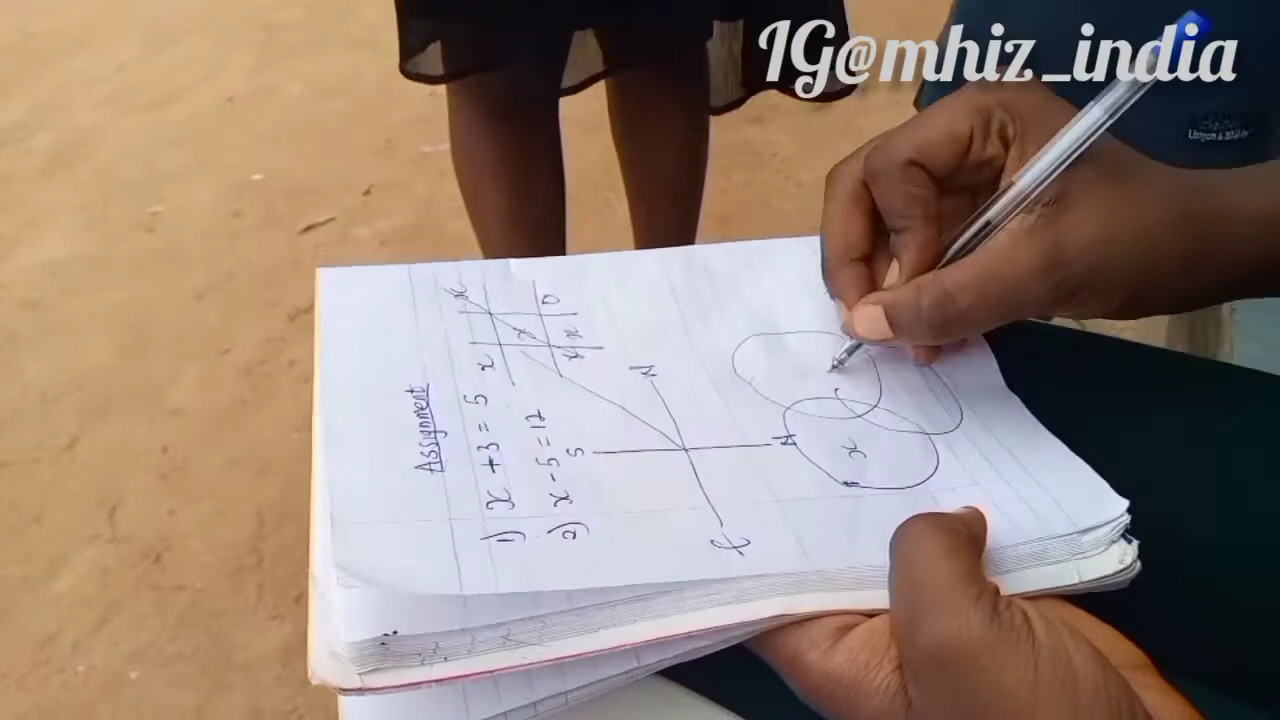 IG@mhiz_india
Assignment
1) x + 3 = 5
2) x - 5 = 12
x
x
x
x
x
D
N
S
N
x
r